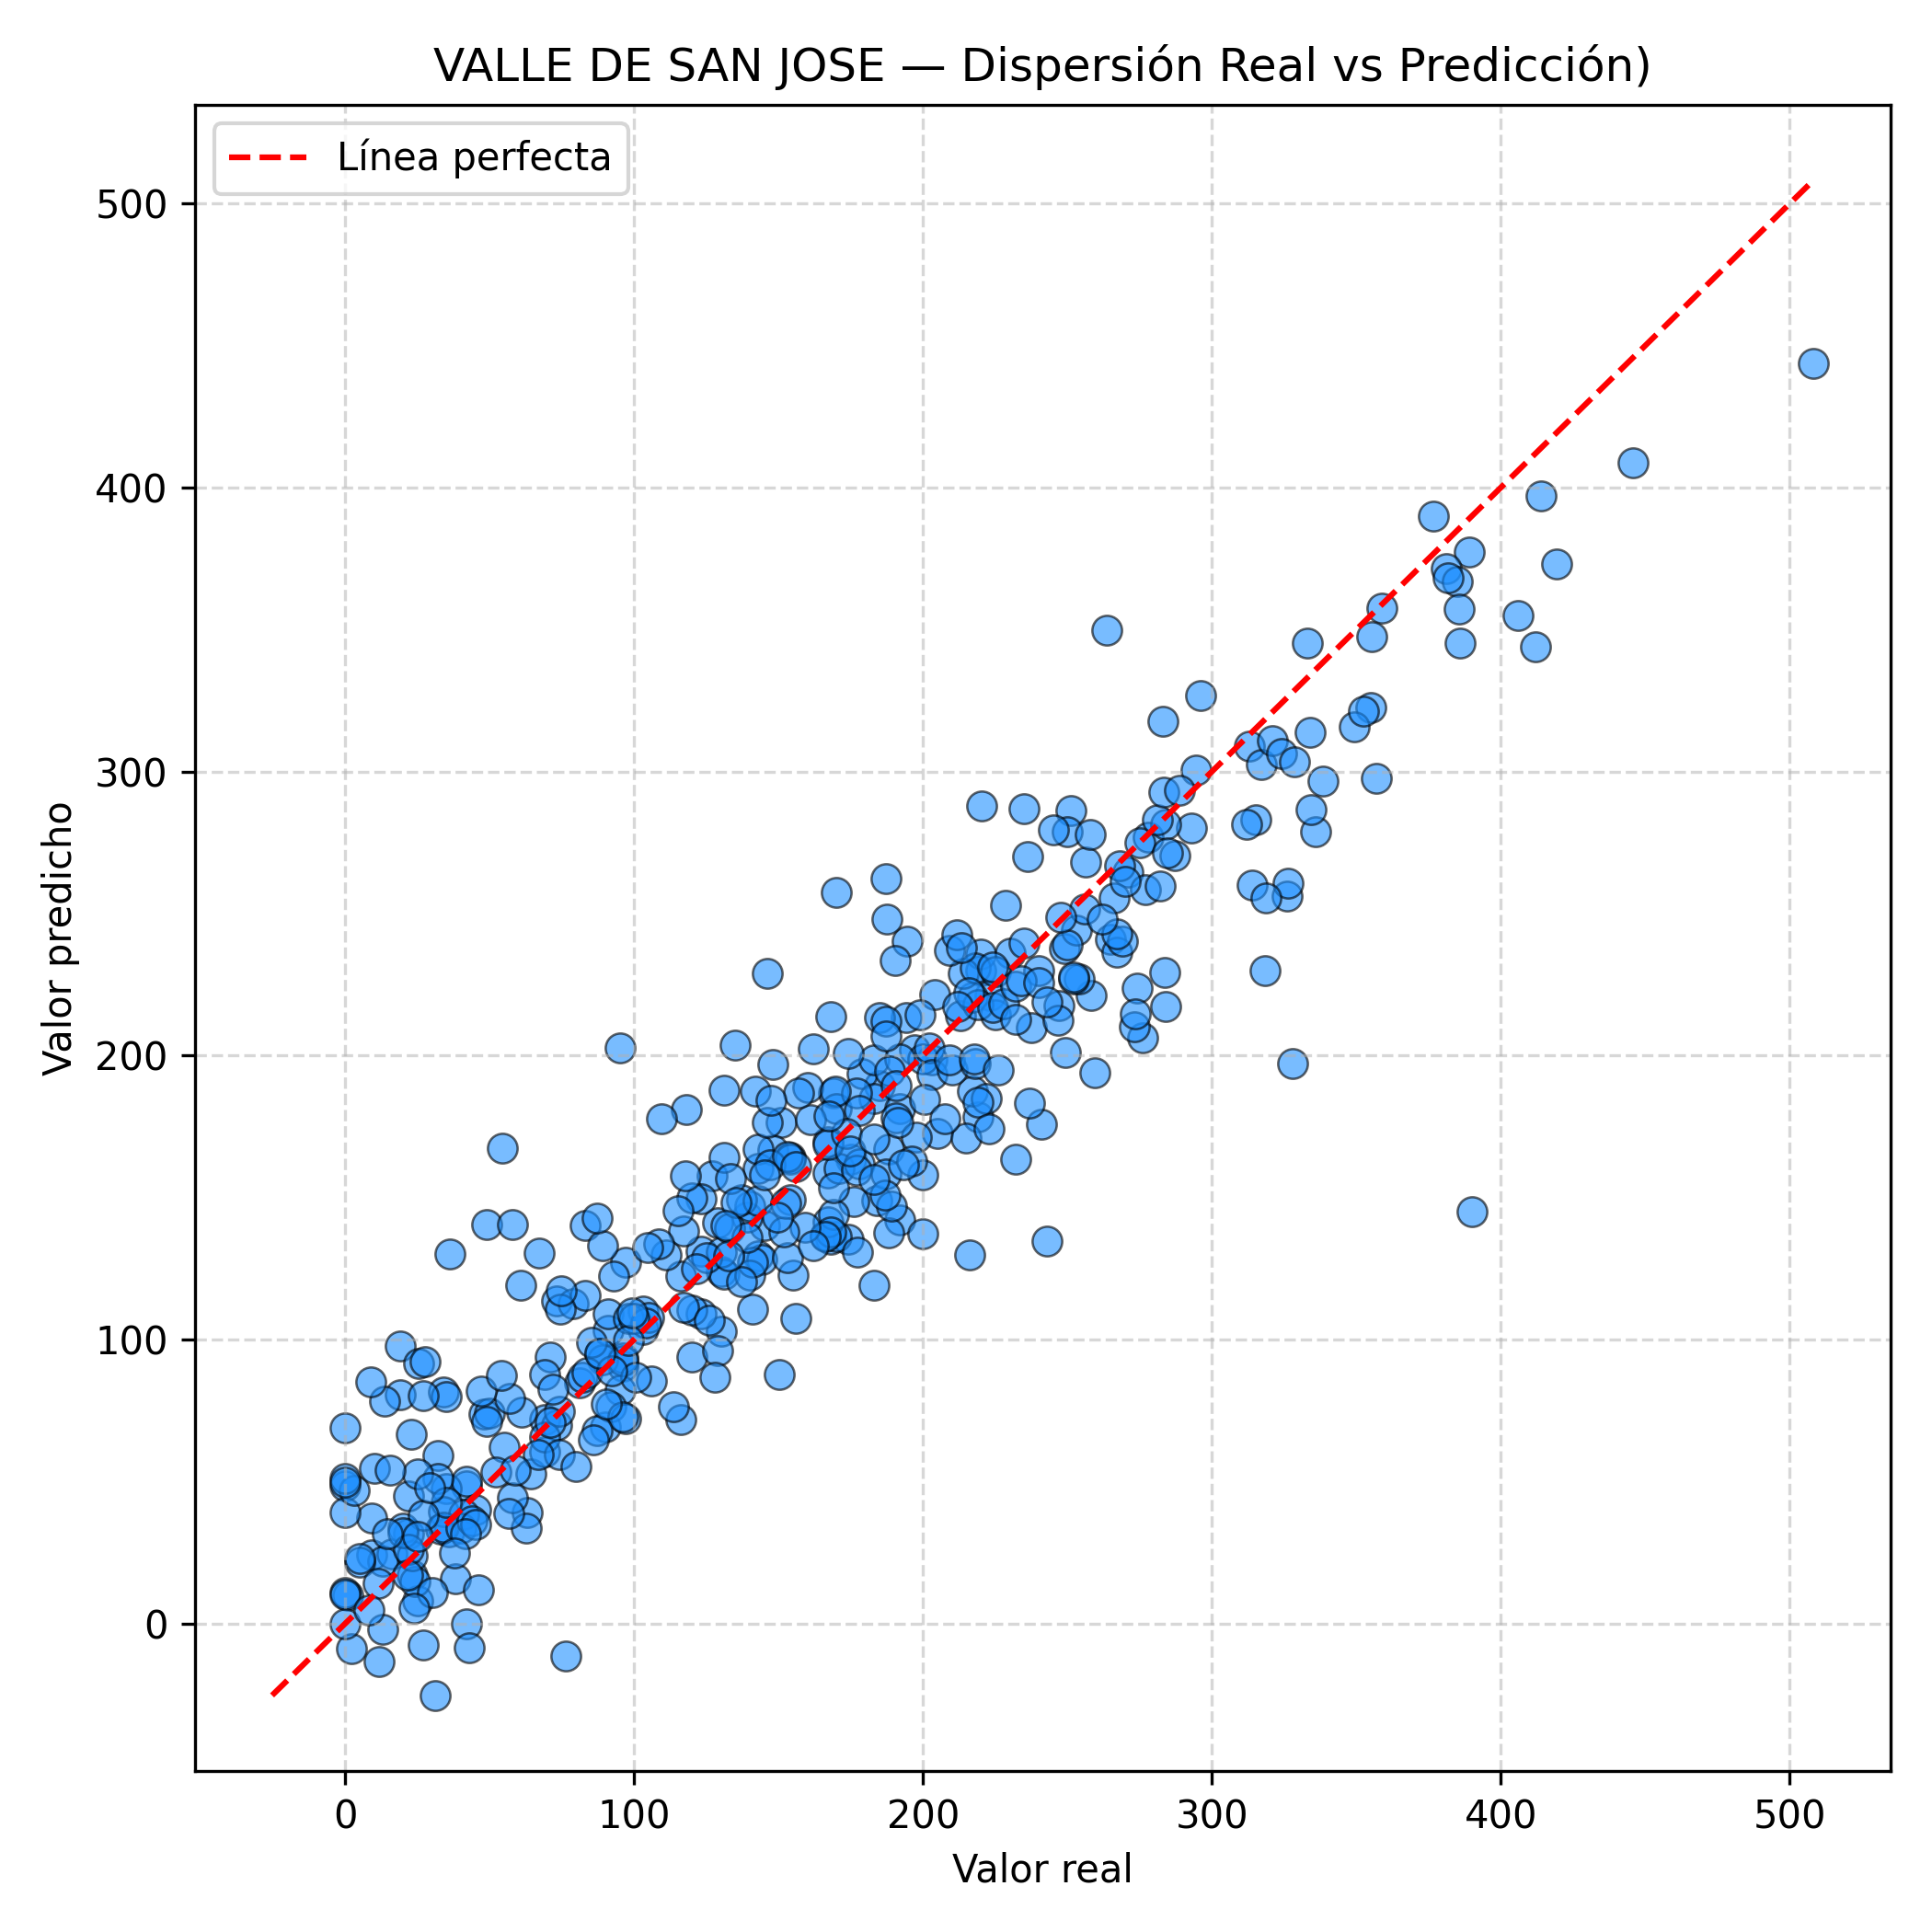 VALLE DE SAN JOSE — Dispersión Real vs Predicción)
Línea perfecta
500
400
300
200
100
0
Valor predicho
0 100 200 300 400 500
Valor real